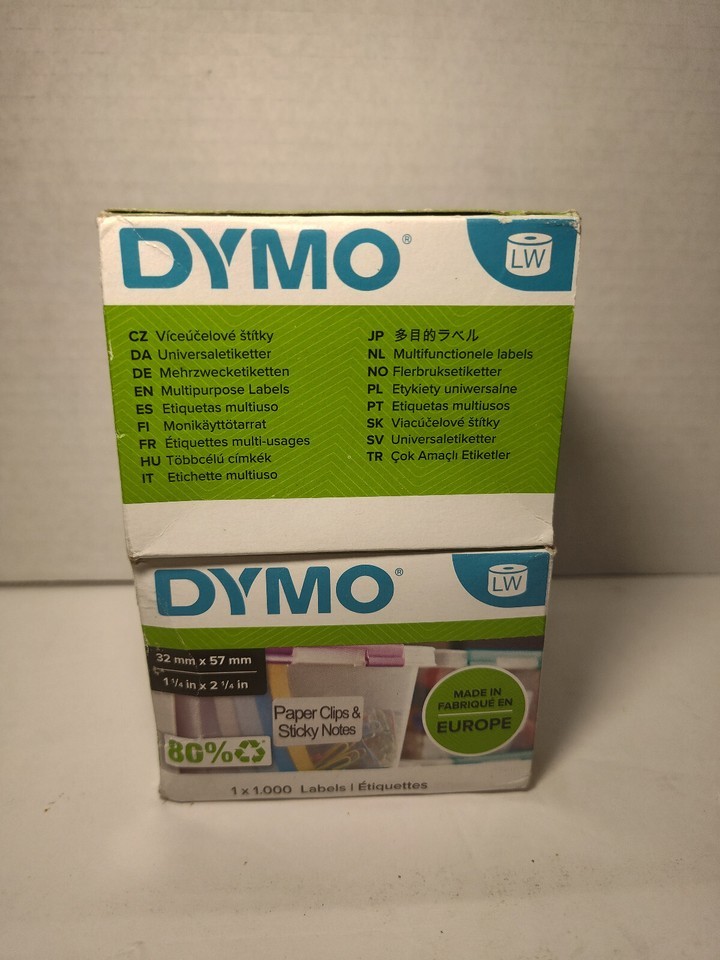 DYMO®
LW
CZ Víceúčelové štítky
DA Universaletiketter
DE Mehrzwecketiketten
EN Multipurpose Labels
ES Etiquetas multiuso
FI Monikäyttötarrat
FR Étiquettes multi-usages
HU Többcélú címkék
IT Etichette multiuso
JP 多目的ラベル
NL Multifunctionele labels
NO Flerbruksetiketter
PL Etykiety uniwersalne
PT Etiquetas multiusos
SK Viacúčelové štítky
SV Universaletiketter
TR Çok Amaçlı Etiketler
DYMO®
LW
32 mm x 57 mm
1 1/4 in x 2 1/4 in
Paper Clips &
Sticky Notes
MADE IN
FABRIQUÉ EN
EUROPE
80%
1 x 1.000 Labels | Étiquettes